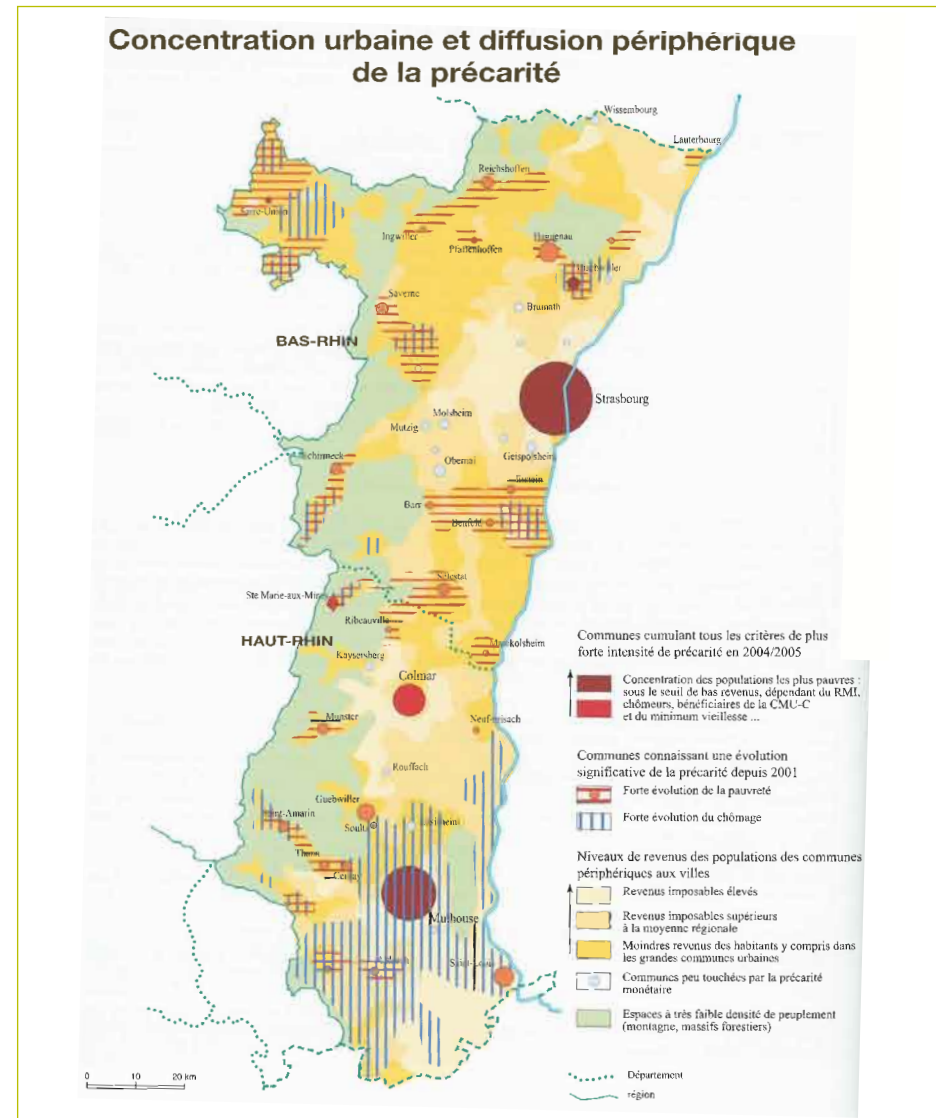 Concentration urbaine et diffusion périphérique
de la précarité
Wissembourg
Lauterbourg
Reichshoffen
Sarre-Union
Ingwiller
Pfaffenhoffen
Haguenau
Saverne
Brumath
BAS-RHIN
Strasbourg
Molsheim
Mutzig
Geispolsheim
Schirmeck
Obernai
Erstein
Barr
Benfeld
Sélestat
Ste Marie-aux-Mines
Ribeauvillé
HAUT-RHIN
Kaysersberg
Colmar
Munster
Rouffach
Guebwiller
Soultz
Thann
Cernay
Mulhouse
Saint-Louis
Communes cumulant tous les critères de plus
forte intensité de précarité en 2004/2005
Concentration des populations les plus pauvres :
sous le seuil de bas revenus, dépendant du RMI,
chômeurs, bénéficiaires de la CMU-C
et du minimum vieillesse ...
Communes connaissant une évolution
significative de la précarité depuis 2001
Forte évolution de la pauvreté
Forte évolution du chômage
Niveaux de revenus des populations des communes
périphériques aux villes
Revenus imposables élevés
Revenus imposables supérieurs
à la moyenne régionale
Moindres revenus des habitants y compris dans
les grandes communes urbaines
Communes peu touchées par la précarité
monétaire
Espaces à très faible densité de peuplement
(montagne, massifs forestiers)
Département
région
0 10 20 km